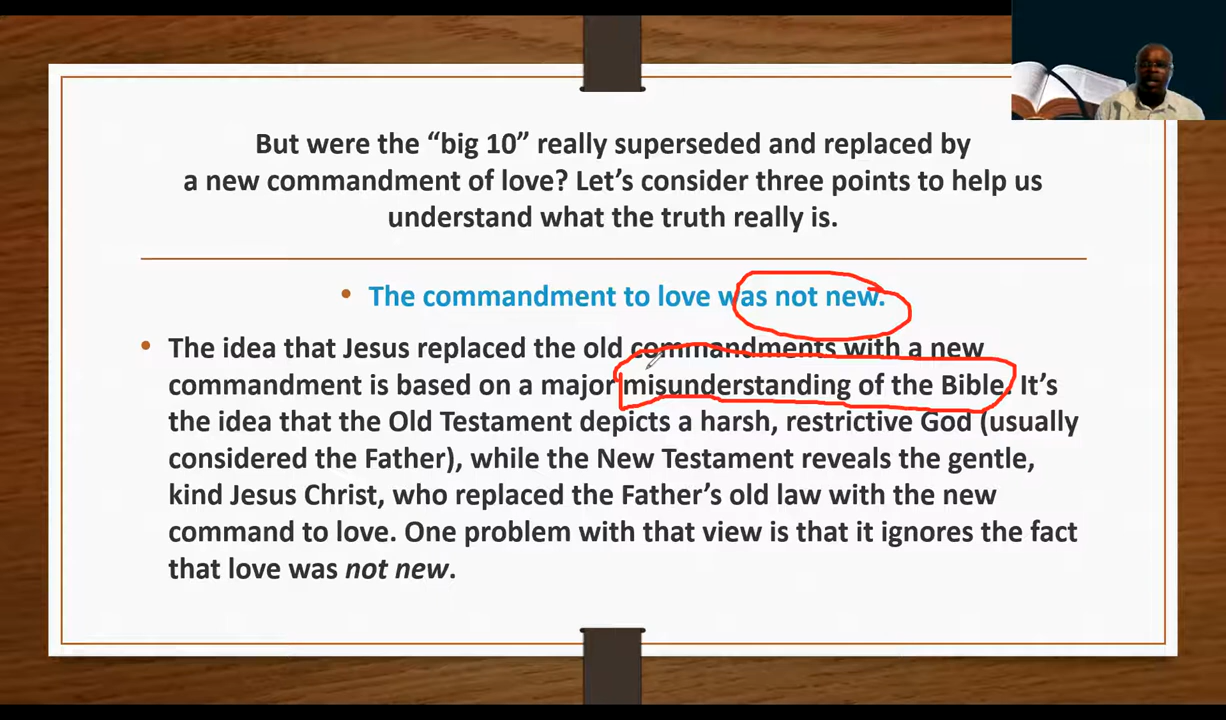 But were the “big 10” really superseded and replaced by
a new commandment of love? Let’s consider three points to help us
understand what the truth really is.
• The commandment to love was not new.
• The idea that Jesus replaced the old commandments with a new
commandment is based on a major misunderstanding of the Bible. It’s
the idea that the Old Testament depicts a harsh, restrictive God (usually
considered the Father), while the New Testament reveals the gentle,
kind Jesus Christ, who replaced the Father’s old law with the new
command to love. One problem with that view is that it ignores the fact
that love was not new.